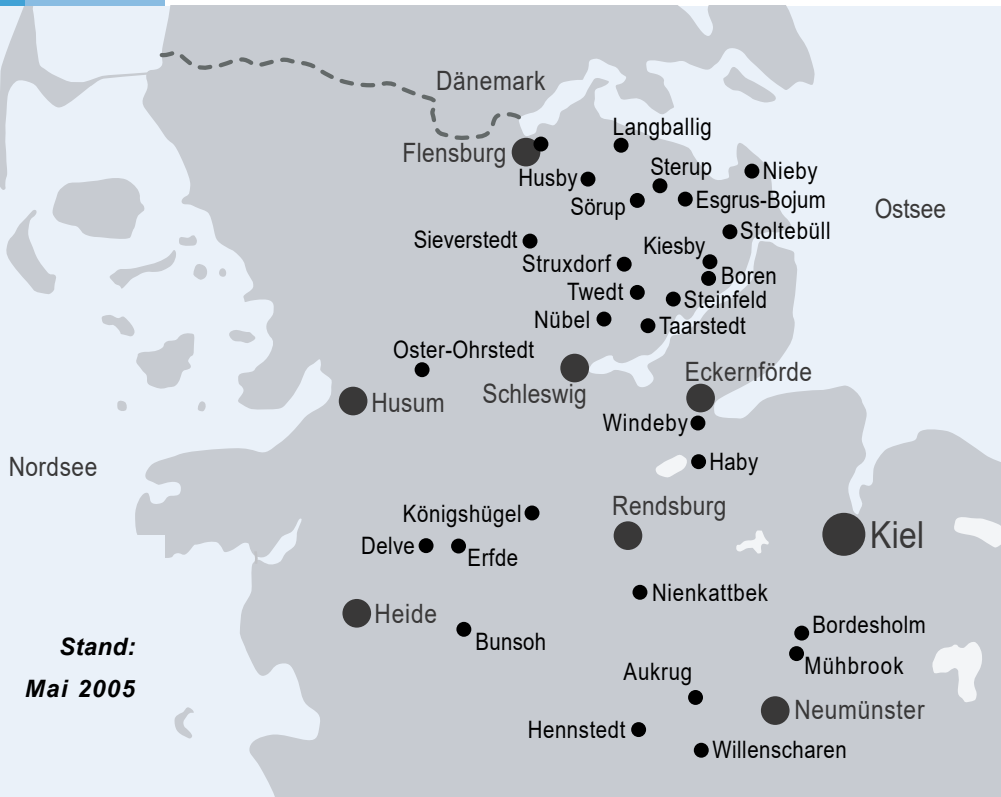 Dänemark
Langballig
Flensburg
Sterup
Nieby
Husby
Esgrus-Bojum
Sörup
Ostsee
Stoltebüll
Sieverstedt
Kiesby
Struxdorf
Boren
Twedt
Steinfeld
Nübel
Taarstedt
Oster-Ohrstedt
Eckernförde
Schleswig
Husum
Windeby
Haby
Nordsee
Rendsburg
Königshügel
Kiel
Delve
Erfde
Nienkattbek
Heide
Bordesholm
Bunsoh
Stand:
Mai 2005
Mühbrook
Aukrug
Neumünster
Hennstedt
Willenscharen